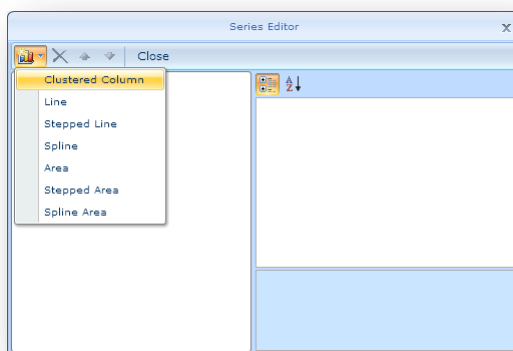 Series Editor
X
Close
A
Z
Clustered Column
Line
Stepped Line
Spline
Area
Stepped Area
Spline Area